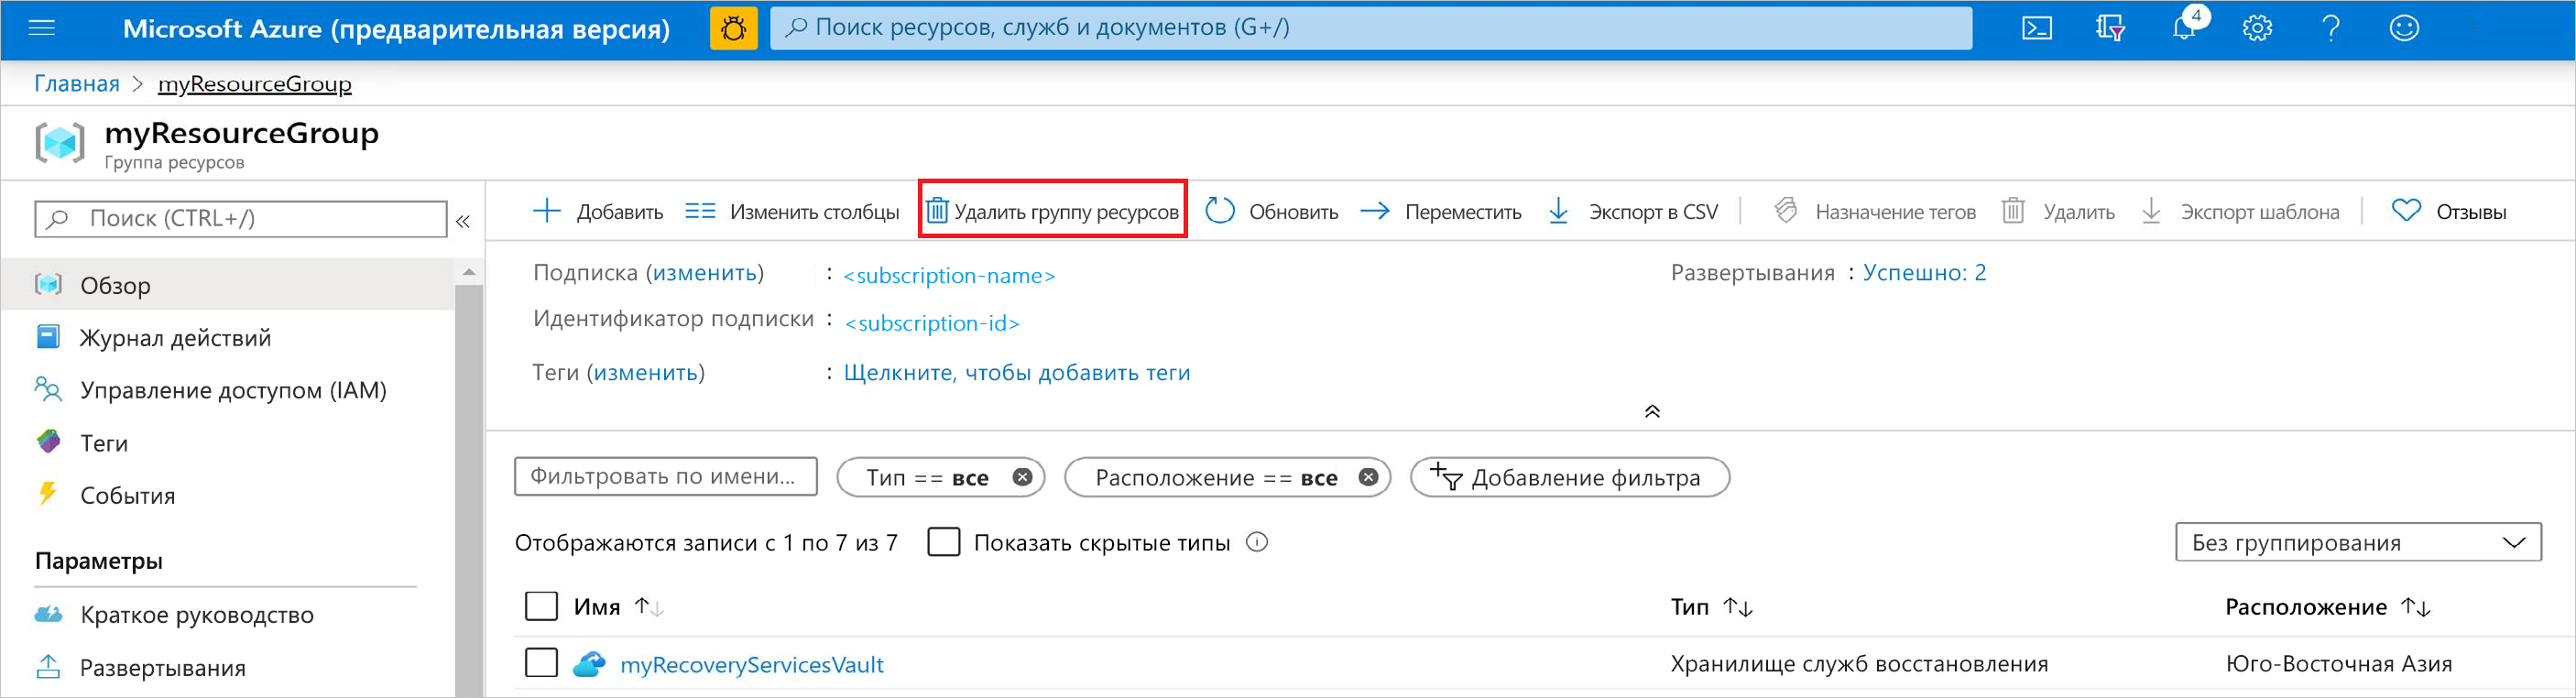 Microsoft Azure (предварительная версия)
Поиск ресурсов, служб и документов (G+/)
4
Главная > myResourceGroup
myResourceGroup
Группа ресурсов
Поиск (CTRL+/)
«
Добавить
Изменить столбцы
Удалить группу ресурсов
Обновить
Переместить
Экспорт в CSV
Назначение тегов
Удалить
Экспорт шаблона
Отзывы
Обзор
Журнал действий
Управление доступом (IAM)
Теги
События
Параметры
Краткое руководство
Развертывания
Подписка (изменить) : <subscription-name>
Развертывания : Успешно: 2
Идентификатор подписки : <subscription-id>
Теги (изменить) : Щелкните, чтобы добавить теги
Фильтровать по имени...
Тип == все
Расположение == все
Добавление фильтра
Отображаются записи с 1 по 7 из 7
Показать скрытые типы
Без группирования
Имя
Тип
Расположение
myRecoveryServicesVault
Хранилище служб восстановления
Юго-Восточная Азия